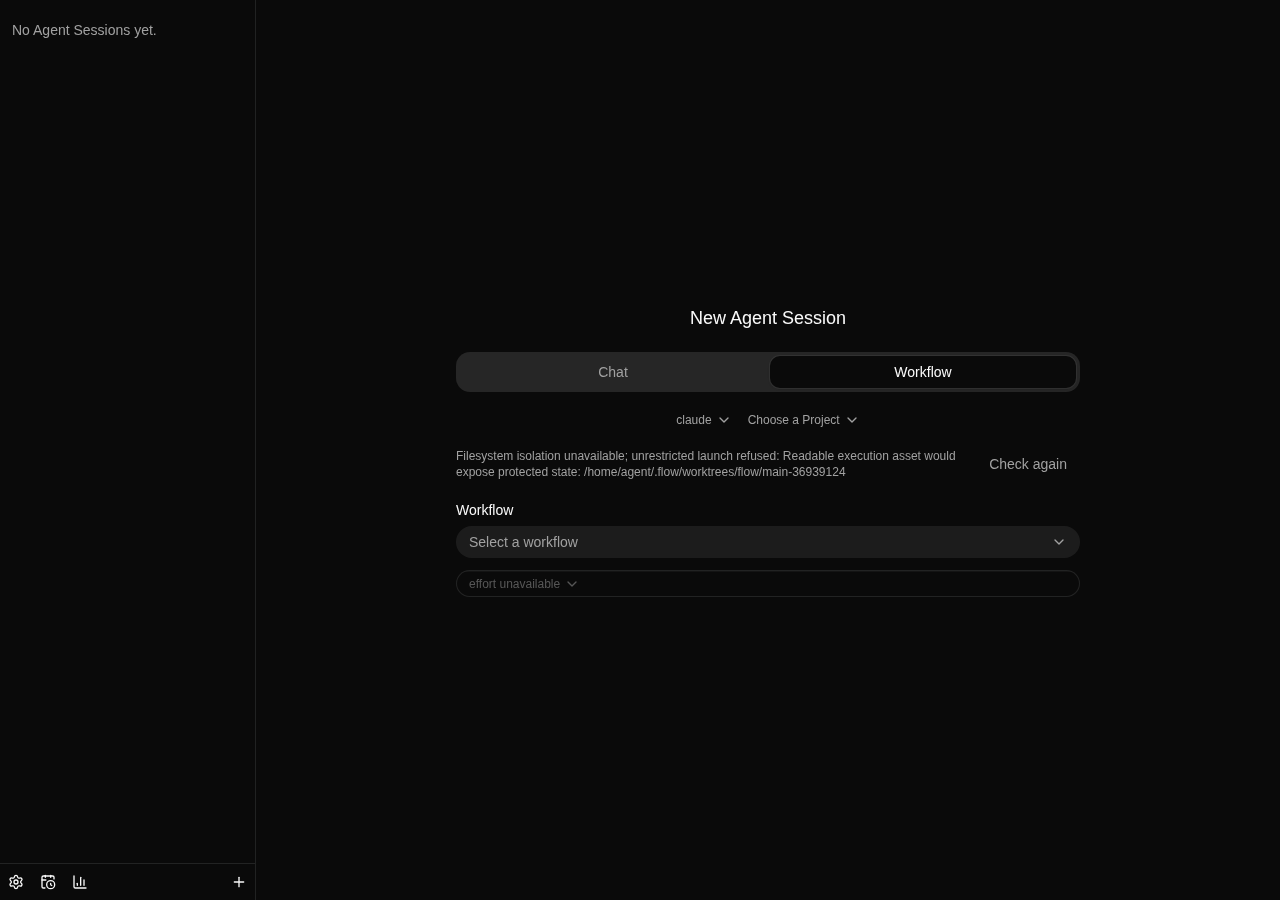 No Agent Sessions yet.
New Agent Session
Chat
Workflow
claude
Choose a Project
Filesystem isolation unavailable; unrestricted launch refused: Readable execution asset would
expose protected state: /home/agent/.flow/worktrees/flow/main-36939124
Check again
Workflow
Select a workflow
effort unavailable